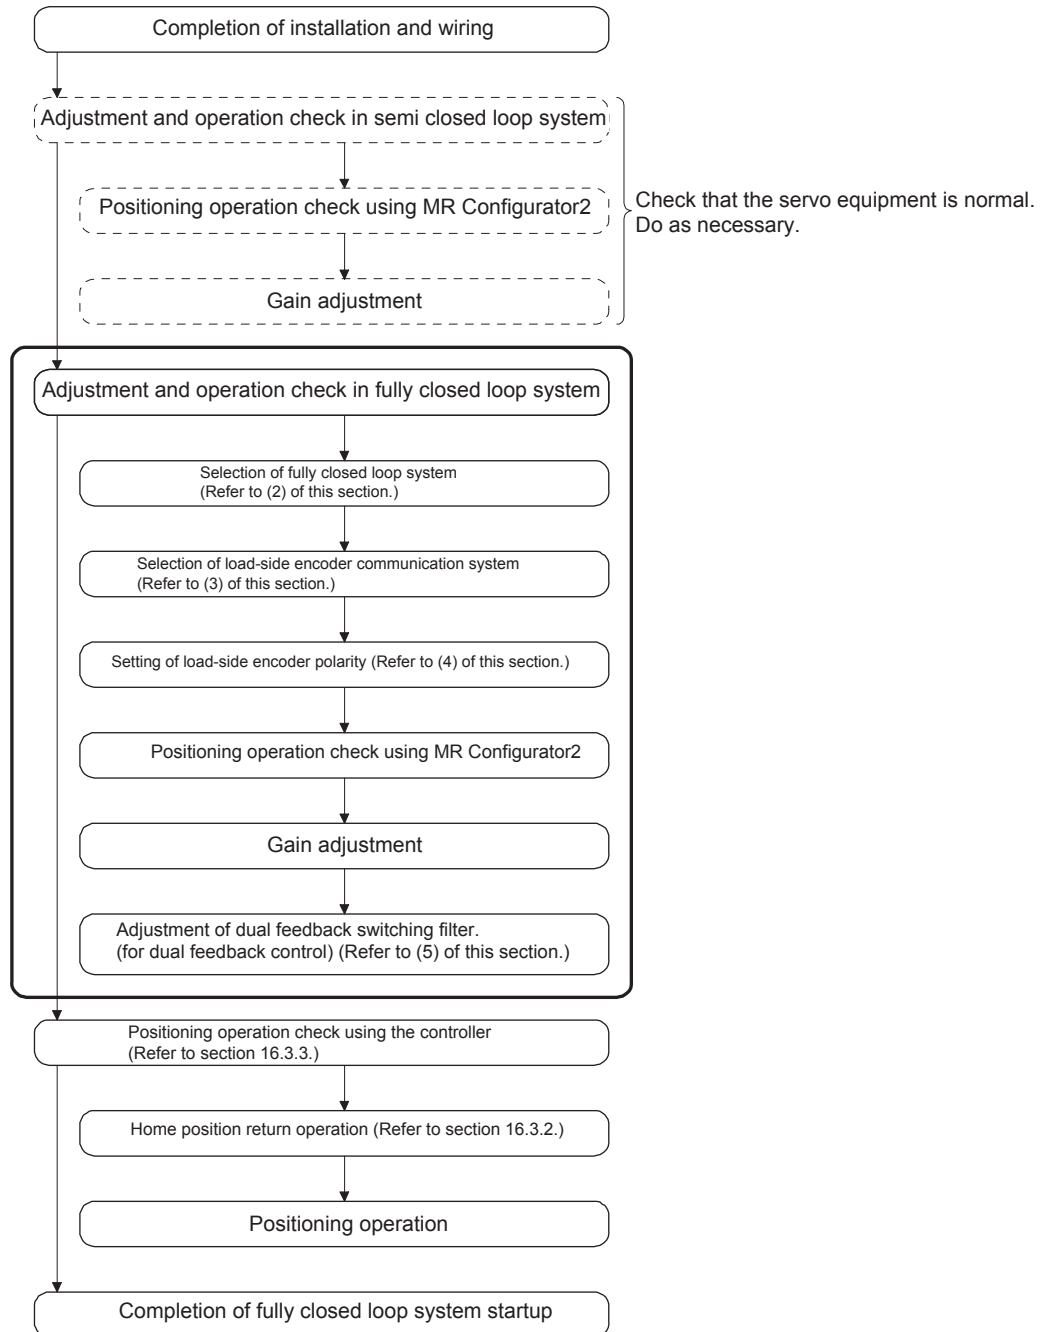 Completion of installation and wiring
Adjustment and operation check in semi closed loop system
Positioning operation check using MR Configurator2
Check that the servo equipment is normal.
Do as necessary.
Gain adjustment
Adjustment and operation check in fully closed loop system
Selection of fully closed loop system
(Refer to (2) of this section.)
Selection of load-side encoder communication system
(Refer to (3) of this section.)
Setting of load-side encoder polarity (Refer to (4) of this section.)
Positioning operation check using MR Configurator2
Gain adjustment
Adjustment of dual feedback switching filter.
(for dual feedback control) (Refer to (5) of this section.)
Positioning operation check using the controller
(Refer to section 16.3.3.)
Home position return operation (Refer to section 16.3.2.)
Positioning operation
Completion of fully closed loop system startup